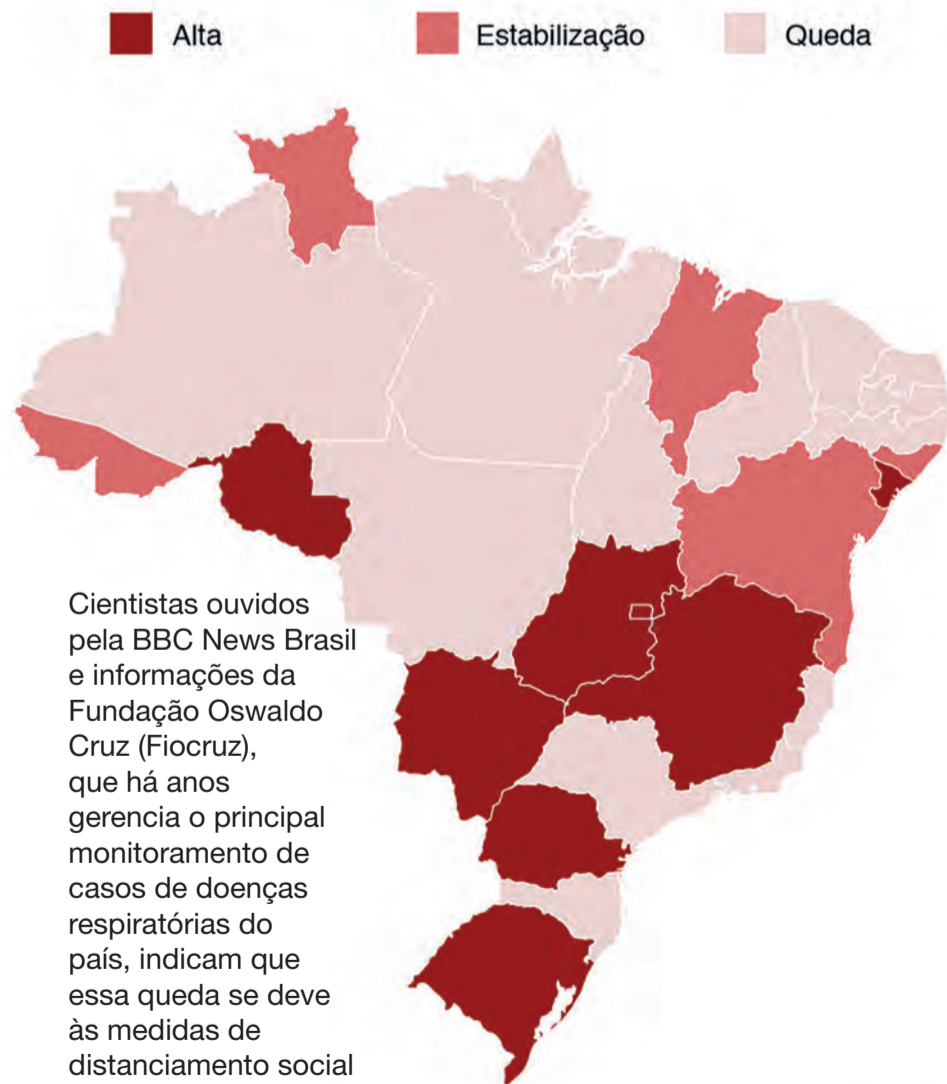 Alta Estabilização Queda
Cientistas ouvidos
pela BBC News Brasil
e informações da
Fundação Oswaldo
Cruz (Fiocruz),
que há anos
gerencia o principal
monitoramento de
casos de doenças
respiratórias do
país, indicam que
essa queda se deve
às medidas de
distanciamento social